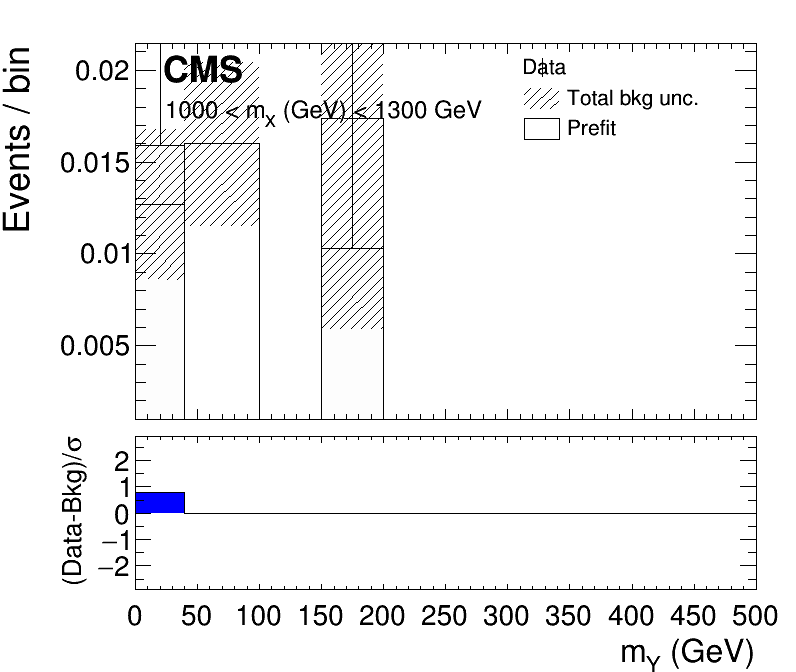 Events / bin
0.02
0.015
0.01
0.005
CMS
1000 < mX (GeV) < 1300 GeV
Data
Total bkg unc.
Prefit
(Data-Bkg)/σ
2
1
0
−1
−2
0 50 100 150 200 250 300 350 400 450 500
mY (GeV)